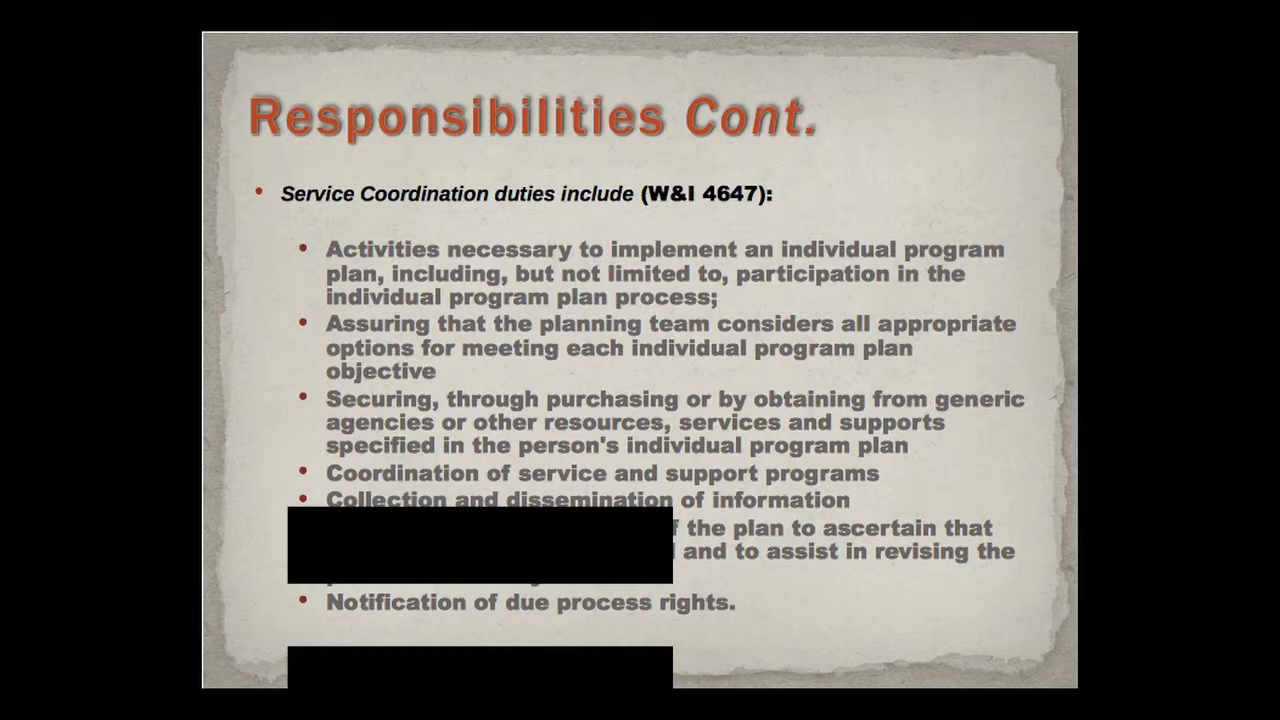 Responsibilities Cont.
Service Coordination duties include (W&I 4647):
Activities necessary to implement an individual program
plan, including, but not limited to, participation in the
individual program plan process;
Assuring that the planning team considers all appropriate
options for meeting each individual program plan
objective
Securing, through purchasing or by obtaining from generic
agencies or other resources, services and supports
specified in the person's individual program plan
Coordination of service and support programs
Collection and dissemination of information
the plan to ascertain that
and to assist in revising the
Notification of due process rights.